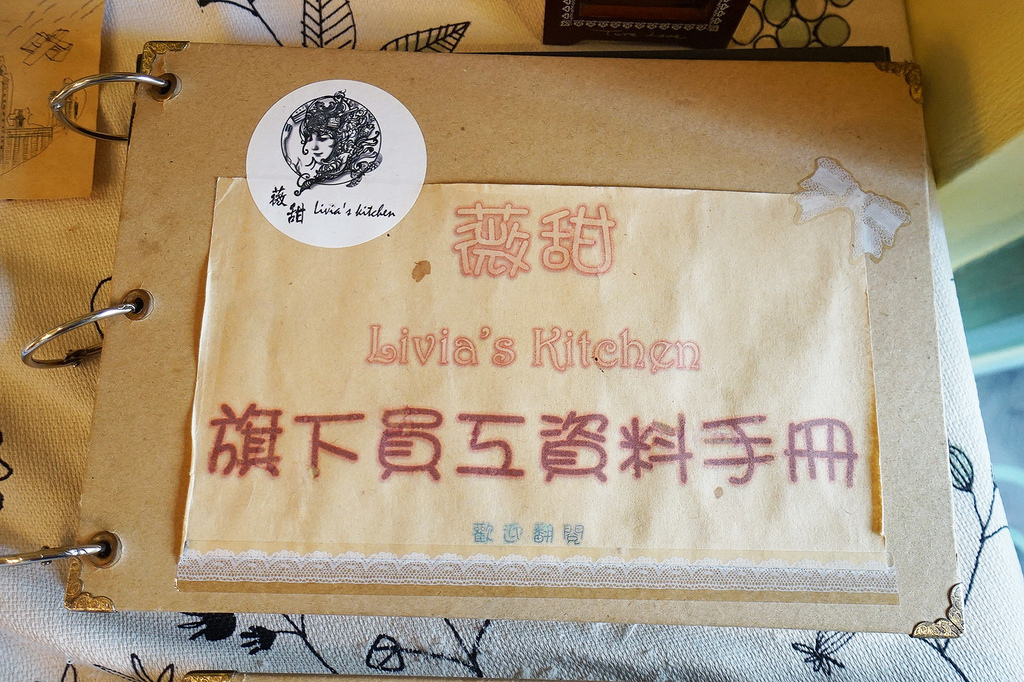 薇甜 Livia's kitchen
薇甜
Livia's Kitchen
旗下員工資料手冊
歡迎翻閱